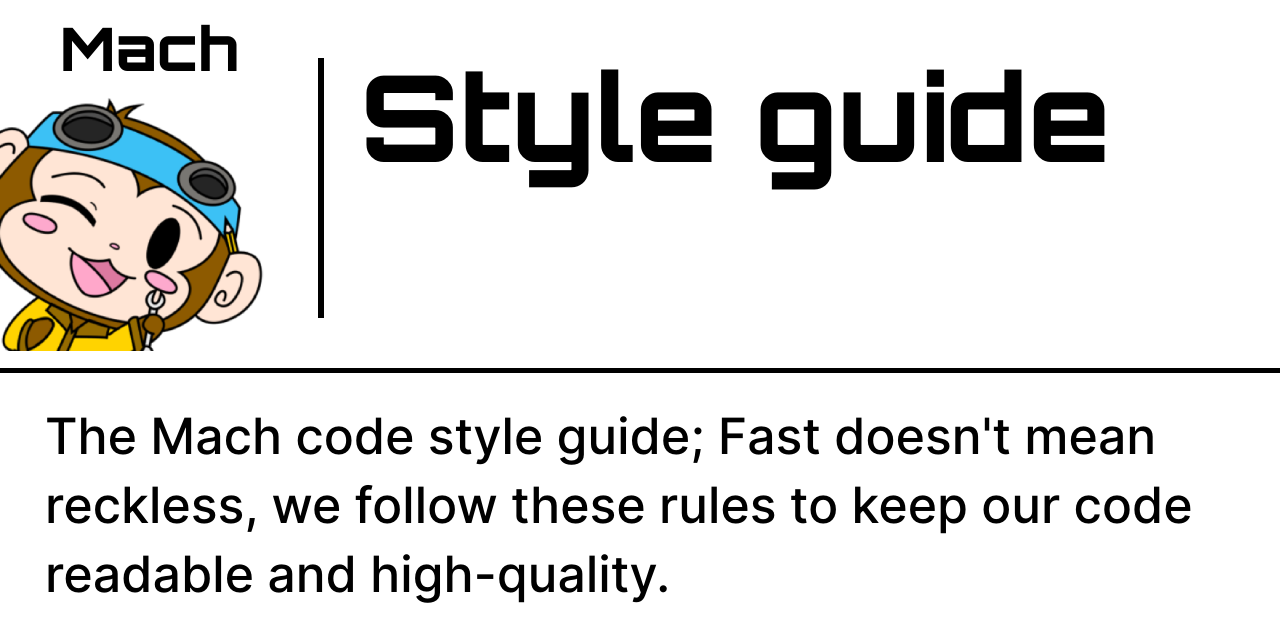 Mach
Style guide
The Mach code style guide; Fast doesn't mean
reckless, we follow these rules to keep our code
readable and high-quality.